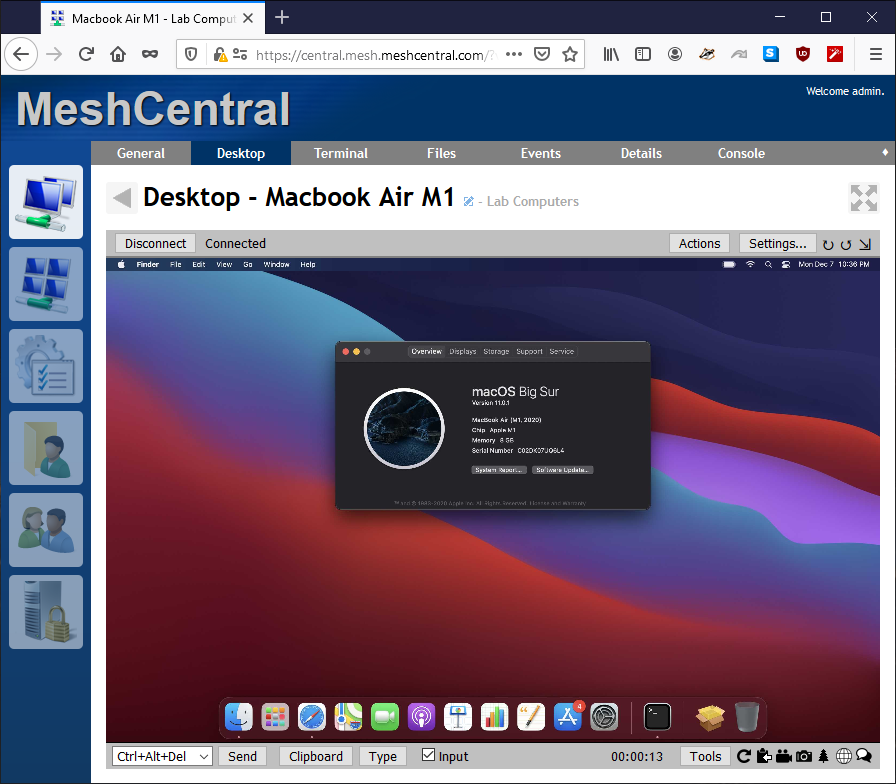 Macbook Air M1 - Lab Comput
https://central.mesh.meshcentral.com/?
MeshCentral
Welcome admin.
General Desktop Terminal Files Events Details Console
Desktop - Macbook Air M1 - Lab Computers
Disconnect Connected Actions Settings...
Finder File Edit View Go Window Help Mon Dec 7 10:36 PM
Overview Displays Storage Support Service
macOS Big Sur
Version 11.0.1
MacBook Air (M1, 2020)
Chip Apple M1
Memory 8 GB
Serial Number C02DK07UQ6L4
System Report... Software Update...
™ and © 1983-2020 Apple Inc. All Rights Reserved. License and Warranty
4
Ctrl+Alt+Del Send Clipboard Type Input 00:00:13 Tools